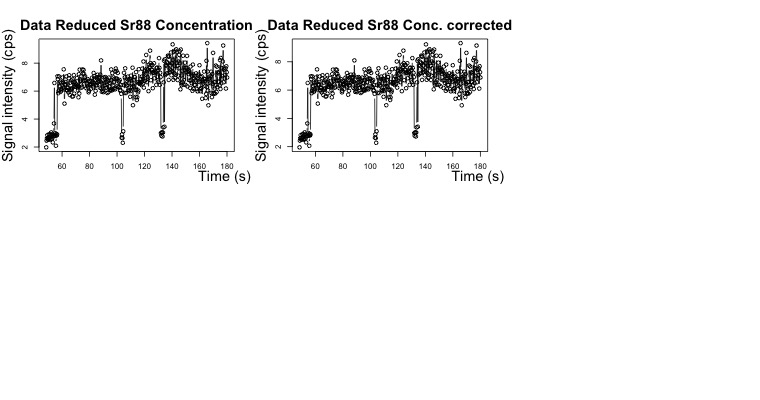 Data Reduced Sr88 Concentration
Signal intensity (cps)
8
6
4
2
60 80 100 120 140 160 180
Time (s)
Data Reduced Sr88 Conc. corrected
Signal intensity (cps)
8
6
4
2
60 80 100 120 140 160 180
Time (s)